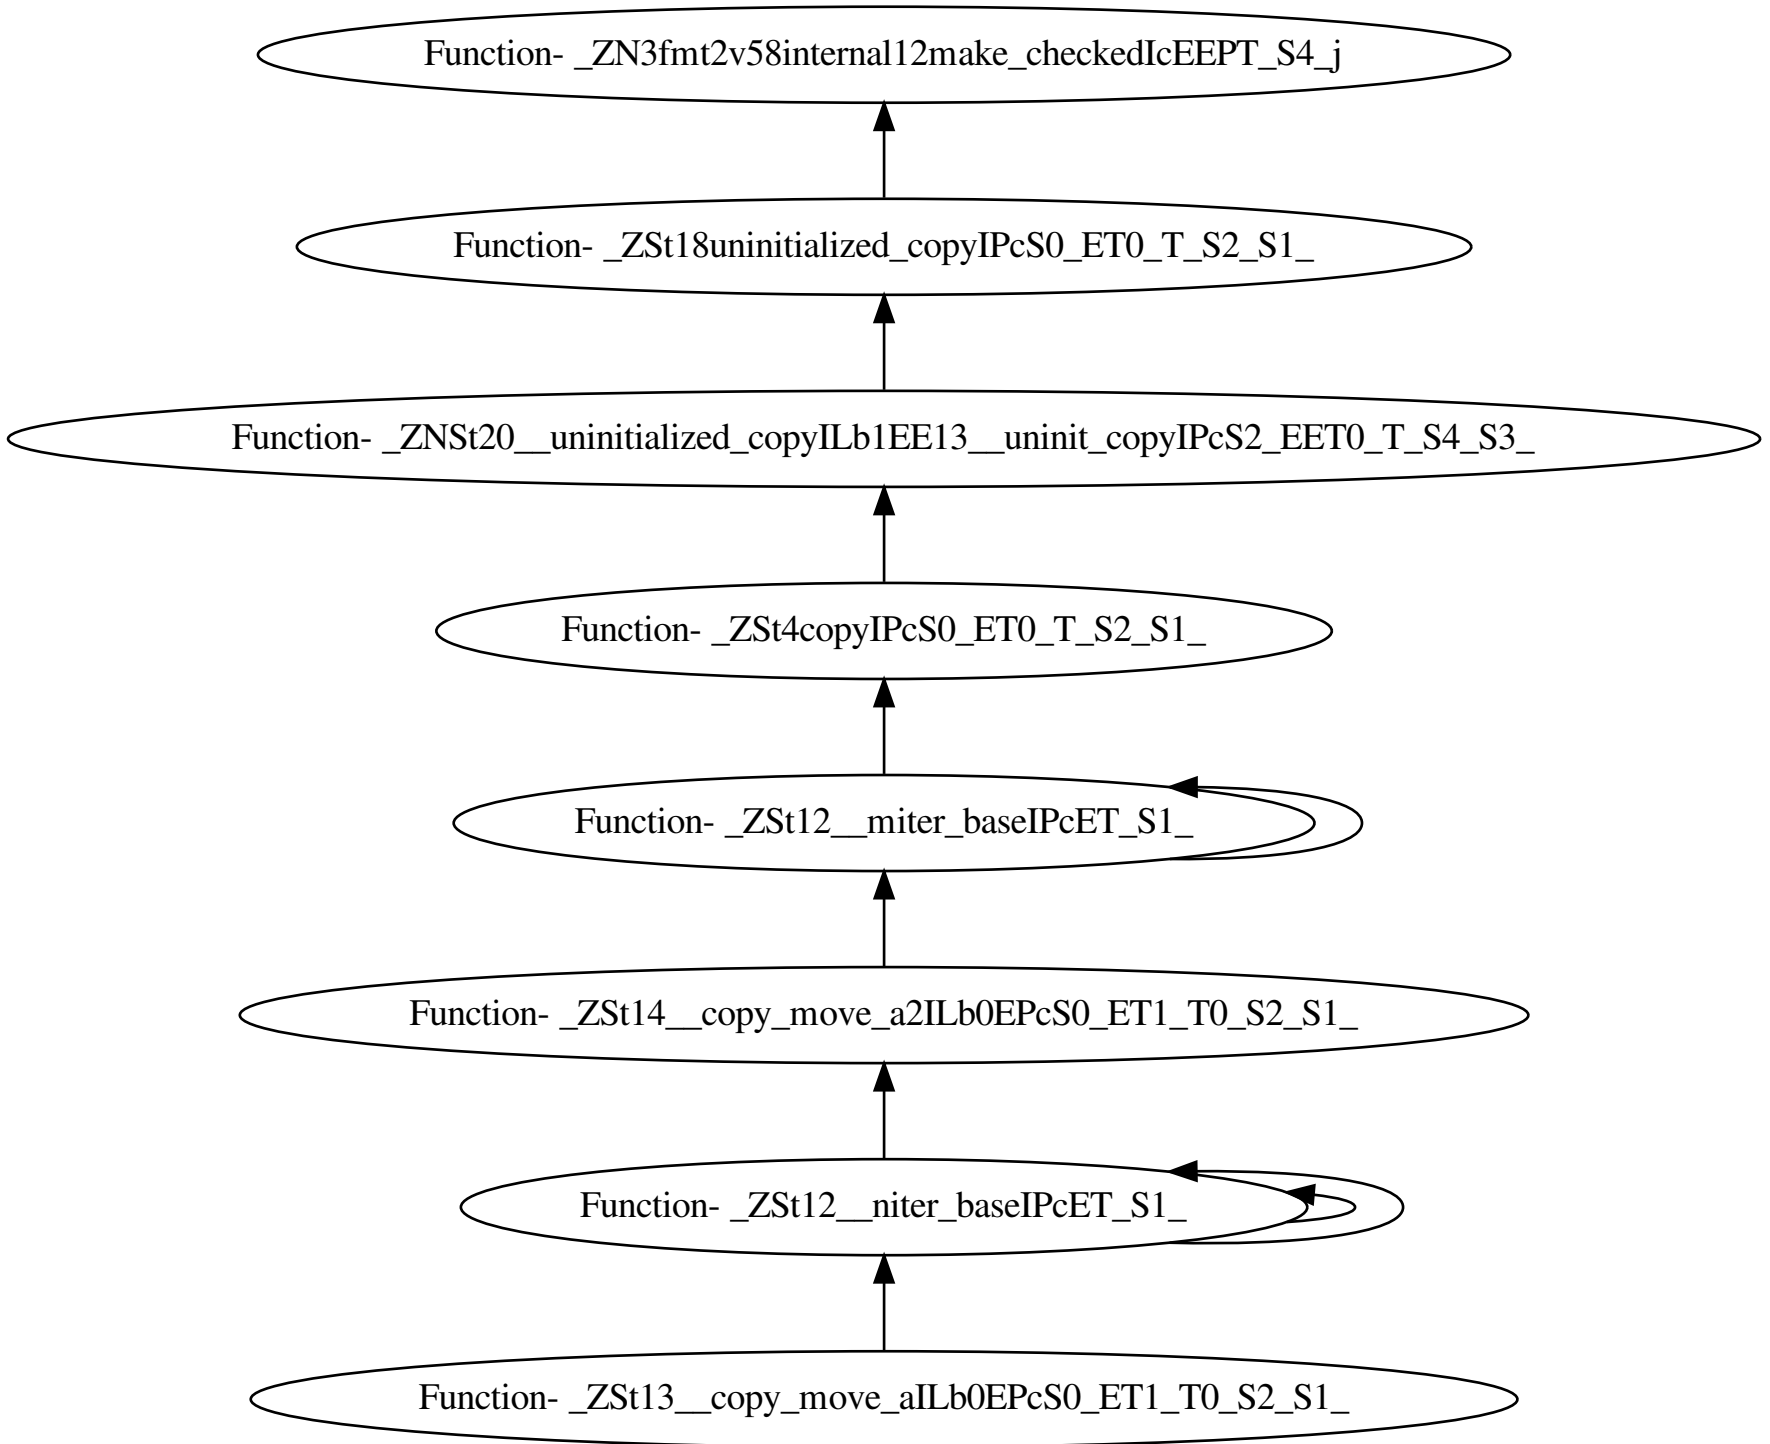 Function- _ZN3fmt2v58internal12make_checkedIcEEPT_S4_j
Function- _ZSt18uninitialized_copyIPcS0_ET0_T_S2_S1_
Function- _ZNSt20__uninitialized_copyILb1EE13__uninit_copyIPcS2_EET0_T_S4_S3_
Function- _ZSt4copyIPcS0_ET0_T_S2_S1_
Function- _ZSt12__miter_baseIPcET_S1_
Function- _ZSt14__copy_move_a2ILb0EPcS0_ET1_T0_S2_S1_
Function- _ZSt12__niter_baseIPcET_S1_
Function- _ZSt13__copy_move_aILb0EPcS0_ET1_T0_S2_S1_